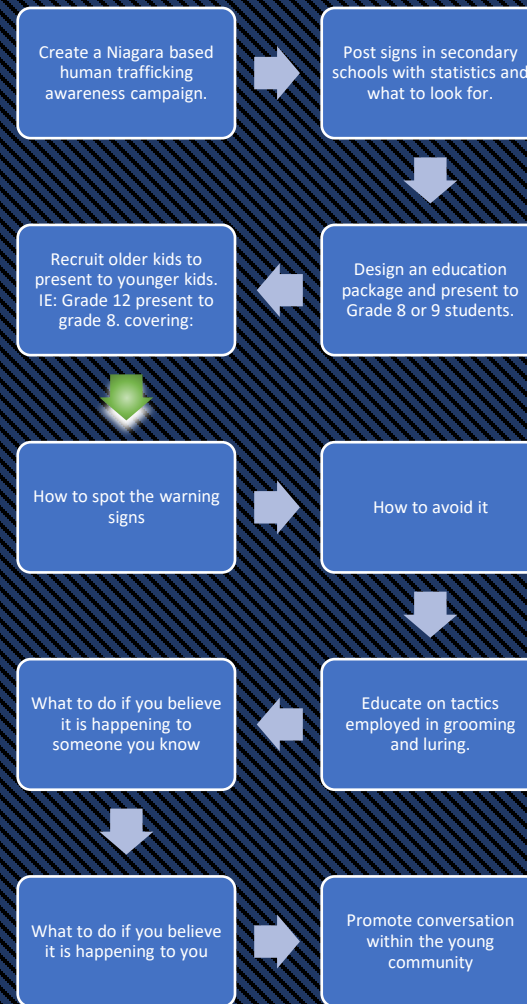 Create a Niagara based
human trafficking
awareness campaign.
Post signs in secondary
schools with statistics and
what to look for.
Design an education
package and present to
Grade 8 or 9 students.
Recruit older kids to
present to younger kids.
IE: Grade 12 present to
grade 8. covering:
How to spot the warning
signs
How to avoid it
Educate on tactics
employed in grooming
and luring.
What to do if you believe
it is happening to
someone you know
What to do if you believe
it is happening to you
Promote conversation
within the young
community